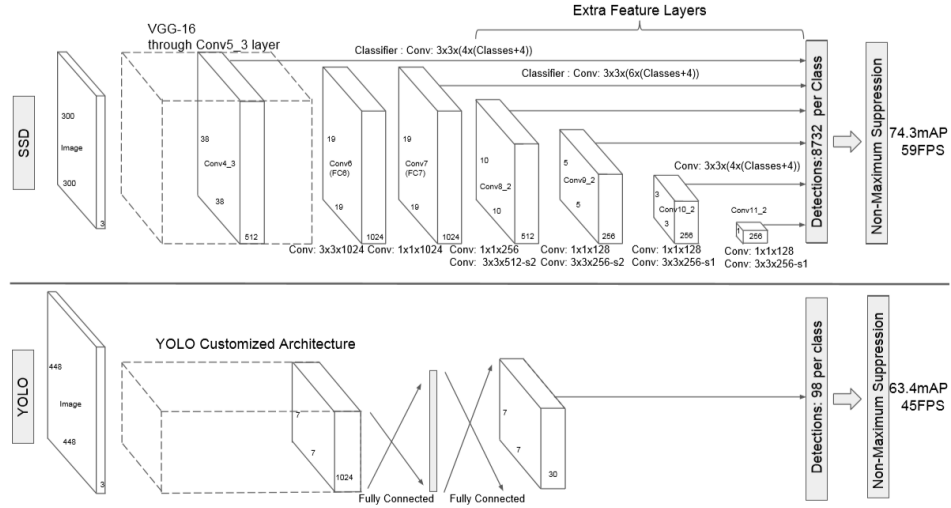 Extra Feature Layers
VGG-16
through Conv5_3 layer
Classifier : Conv: 3x3x(4x(Classes+4))
Classifier : Conv: 3x3x(6x(Classes+4))
SSD
300
Image
300
3
38
Conv4_3
38
512
19
Conv6
(FC6)
19
1024
19
Conv7
(FC7)
19
1024
10
Conv8_2
10
512
5
Conv9_2
5
256
Conv: 3x3x(4x(Classes+4))
3
Conv10_2
3
256
Conv11_2
1
256
Detections:8732 per Class
Non-Maximum Suppression
74.3mAP
59FPS
Conv: 3x3x1024
Conv: 1x1x1024
Conv: 1x1x256
Conv: 3x3x512-s2
Conv: 1x1x128
Conv: 3x3x256-s2
Conv: 1x1x128
Conv: 3x3x256-s1
Conv: 1x1x128
Conv: 3x3x256-s1
YOLO
448
Image
448
3
YOLO Customized Architecture
7
7
1024
Fully Connected
Fully Connected
7
7
30
Detections: 98 per class
Non-Maximum Suppression
63.4mAP
45FPS